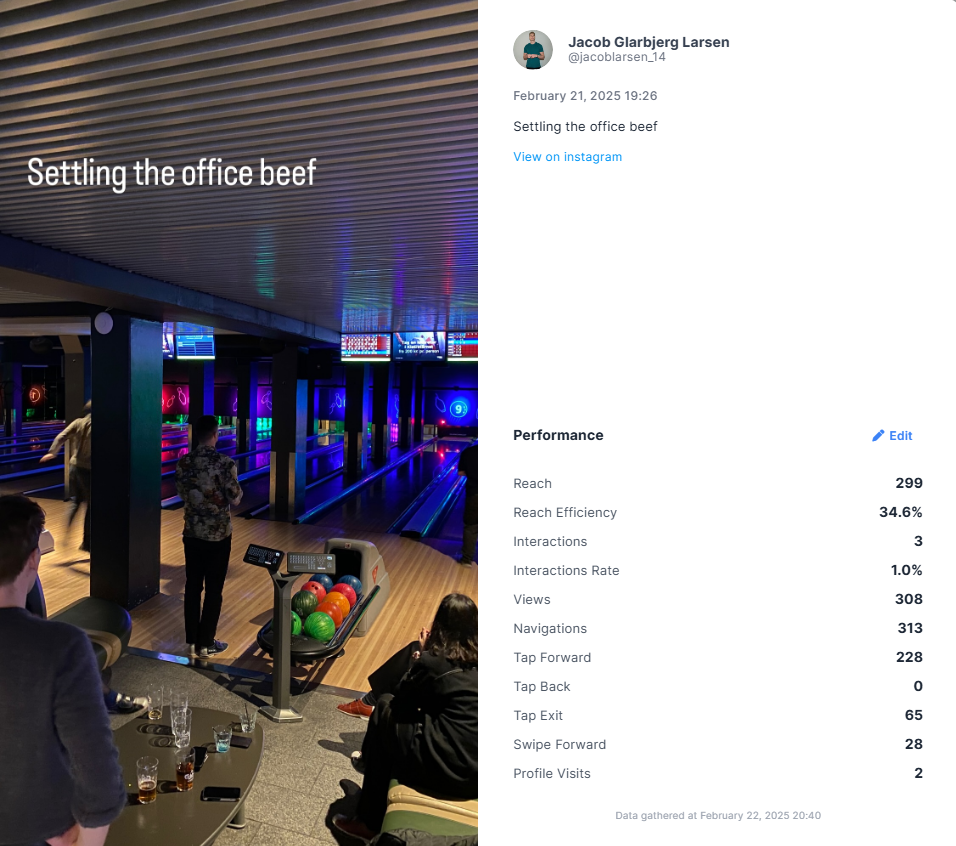 Settling the office beef
9
Jacob Glarbjerg Larsen
@jacoblarsen_14
February 21, 2025 19:26
Settling the office beef
View on instagram
Performance
Edit
Reach 299
Reach Efficiency 34.6%
Interactions 3
Interactions Rate 1.0%
Views 308
Navigations 313
Tap Forward 228
Tap Back 0
Tap Exit 65
Swipe Forward 28
Profile Visits 2
Data gathered at February 22, 2025 20:40